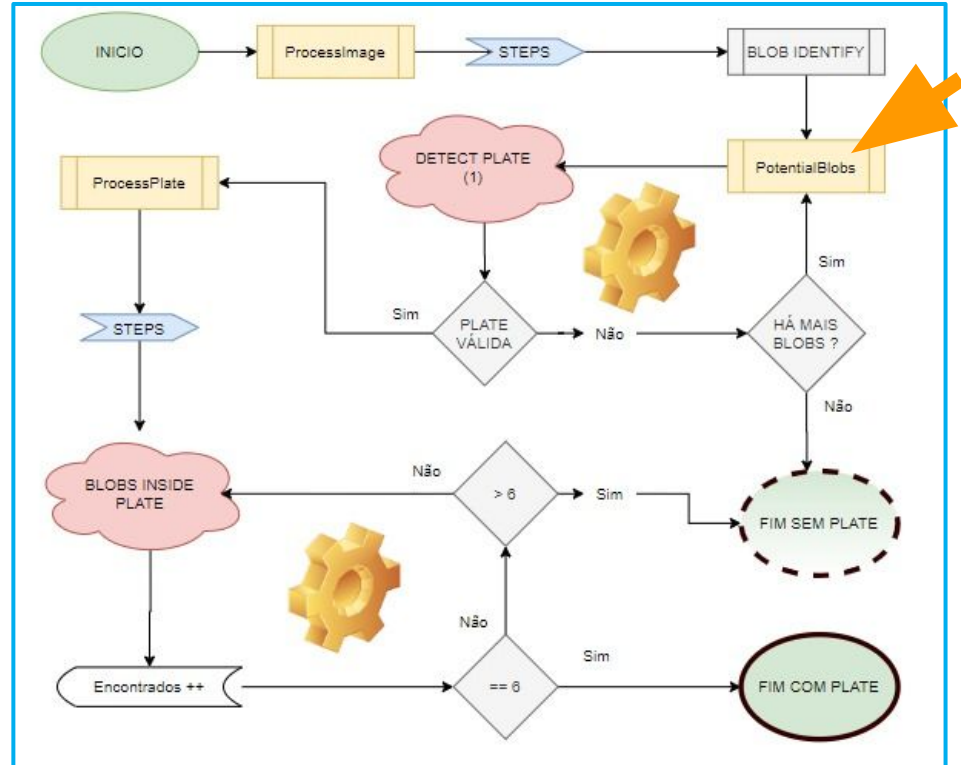 INICIO
ProcessImage
STEPS
BLOB IDENTIFY
DETECT PLATE
(1)
PotentialBlobs
ProcessPlate
Sim
Sim
PLATE
VÁLIDA
Não
HÁ MAIS
BLOBS ?
STEPS
Não
BLOBS INSIDE
PLATE
Não
> 6
Sim
FIM SEM PLATE
Não
Encontrados ++
== 6
Sim
FIM COM PLATE